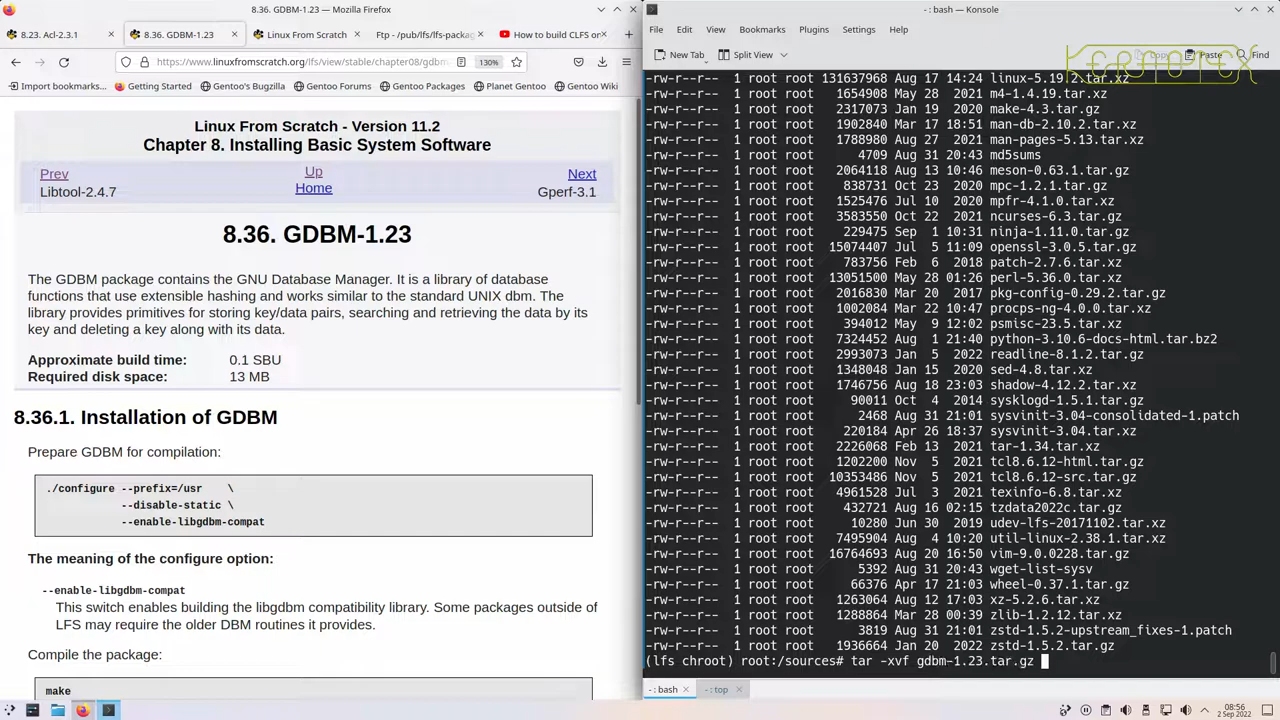 8.36. GDBM-1.23 — Mozilla Firefox
8.23. Acl-2.3.1
8.36. GDBM-1.23
Linux From Scratch
Ftp - /pub/lfs/lfs-packag
How to build CLFS on
https://www.linuxfromscratch.org/lfs/view/stable/chapter08/gdbm
130%
Import bookmarks...
Getting Started
Gentoo's Bugzilla
Gentoo Forums
Gentoo Packages
Planet Gentoo
Gentoo Wiki
Linux From Scratch - Version 11.2
Chapter 8. Installing Basic System Software
Prev
Up
Next
Libtool-2.4.7
Home
Gperf-3.1
8.36. GDBM-1.23
The GDBM package contains the GNU Database Manager. It is a library of database
functions that use extensible hashing and works similar to the standard UNIX dbm. The
library provides primitives for storing key/data pairs, searching and retrieving the data by its
key and deleting a key along with its data.
Approximate build time: 0.1 SBU
Required disk space: 13 MB
8.36.1. Installation of GDBM
Prepare GDBM for compilation:
./configure --prefix=/usr \
--disable-static \
--enable-libgdbm-compat
The meaning of the configure option:
--enable-libgdbm-compat
This switch enables building the libgdbm compatibility library. Some packages outside of
LFS may require the older DBM routines it provides.
Compile the package:
make
- : bash — Konsole
File Edit View Bookmarks Plugins Settings Help
New Tab
Split View
Copy
Paste
Find
KERNOTEX
-rw-r--r-- 1 root root 131637968 Aug 17 14:24 linux-5.19.2.tar.xz
-rw-r--r-- 1 root root 1654908 May 28 2021 m4-1.4.19.tar.xz
-rw-r--r-- 1 root root 2317073 Jan 19 2020 make-4.3.tar.gz
-rw-r--r-- 1 root root 1902840 Mar 17 18:51 man-db-2.10.2.tar.xz
-rw-r--r-- 1 root root 1788980 Aug 27 2021 man-pages-5.13.tar.xz
-rw-r--r-- 1 root root 4709 Aug 31 20:43 md5sums
-rw-r--r-- 1 root root 2064118 Aug 13 10:46 meson-0.63.1.tar.gz
-rw-r--r-- 1 root root 838731 Oct 23 2020 mpc-1.2.1.tar.gz
-rw-r--r-- 1 root root 1525476 Jul 10 2020 mpfr-4.1.0.tar.xz
-rw-r--r-- 1 root root 3583550 Oct 22 2021 ncurses-6.3.tar.gz
-rw-r--r-- 1 root root 229475 Sep 1 10:31 ninja-1.11.0.tar.gz
-rw-r--r-- 1 root root 15074407 Jul 5 11:09 openssl-3.0.5.tar.gz
-rw-r--r-- 1 root root 783756 Feb 6 2018 patch-2.7.6.tar.xz
-rw-r--r-- 1 root root 13051500 May 28 01:26 perl-5.36.0.tar.xz
-rw-r--r-- 1 root root 2016830 Mar 20 2017 pkg-config-0.29.2.tar.gz
-rw-r--r-- 1 root root 1002084 Mar 22 10:47 procps-ng-4.0.0.tar.xz
-rw-r--r-- 1 root root 394012 May 9 12:02 psmisc-23.5.tar.xz
-rw-r--r-- 1 root root 7324452 Aug 1 21:40 python-3.10.6-docs-html.tar.bz2
-rw-r--r-- 1 root root 2993073 Jan 5 2022 readline-8.1.2.tar.gz
-rw-r--r-- 1 root root 1348048 Jan 15 2020 sed-4.8.tar.xz
-rw-r--r-- 1 root root 1746756 Aug 18 23:03 shadow-4.12.2.tar.xz
-rw-r--r-- 1 root root 90011 Oct 4 2014 sysklogd-1.5.1.tar.gz
-rw-r--r-- 1 root root 2468 Aug 31 21:01 sysvinit-3.04-consolidated-1.patch
-rw-r--r-- 1 root root 220184 Apr 26 18:37 sysvinit-3.04.tar.xz
-rw-r--r-- 1 root root 2226068 Feb 13 2021 tar-1.34.tar.xz
-rw-r--r-- 1 root root 1202200 Nov 5 2021 tcl8.6.12-html.tar.gz
-rw-r--r-- 1 root root 10353486 Nov 5 2021 tcl8.6.12-src.tar.gz
-rw-r--r-- 1 root root 4961528 Jul 3 2021 texinfo-6.8.tar.xz
-rw-r--r-- 1 root root 432721 Aug 16 02:15 tzdata2022c.tar.gz
-rw-r--r-- 1 root root 10280 Jun 30 2019 udev-lfs-20171102.tar.xz
-rw-r--r-- 1 root root 7495904 Aug 4 10:20 util-linux-2.38.1.tar.xz
-rw-r--r-- 1 root root 16764693 Aug 20 16:50 vim-9.0.0228.tar.gz
-rw-r--r-- 1 root root 5392 Aug 31 20:43 wget-list-sysv
-rw-r--r-- 1 root root 66376 Apr 17 21:03 wheel-0.37.1.tar.gz
-rw-r--r-- 1 root root 1263064 Aug 12 17:03 xz-5.2.6.tar.xz
-rw-r--r-- 1 root root 1288864 Mar 28 00:39 zlib-1.2.12.tar.xz
-rw-r--r-- 1 root root 3819 Aug 31 21:01 zstd-1.5.2-upstream_fixes-1.patch
-rw-r--r-- 1 root root 1936664 Jan 20 2022 zstd-1.5.2.tar.gz
(lfs chroot) root:/sources# tar -xvf gdbm-1.23.tar.gz
- : bash
- : top
08:56
2 Sep 2022